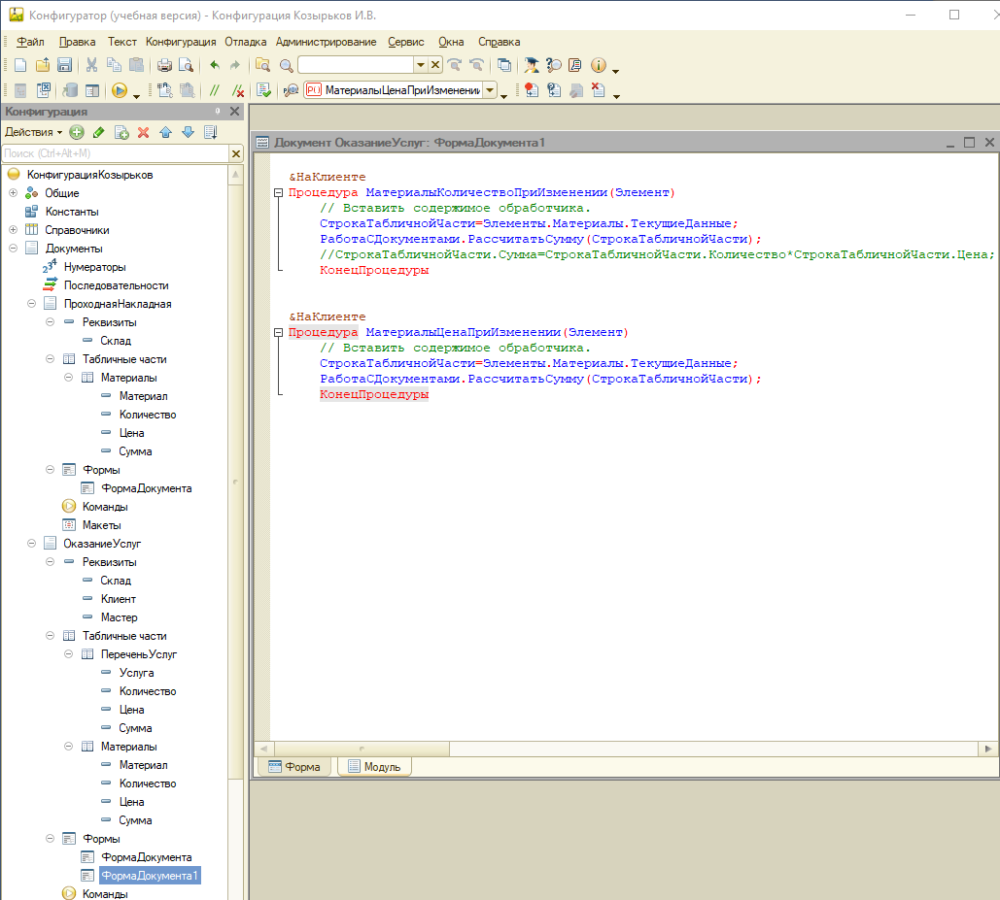 Конфигуратор (учебная версия) - Конфигурация Козырьков И.В.
Файл Правка Текст Конфигурация Отладка Администрирование Сервис Окна Справка
МатериалыЦенаПриИзменении
Конфигурация
Действия
Поиск (Ctrl+Alt+M)
КонфигурацияКозырьков
Общие
Константы
Справочники
Документы
Нумераторы
Последовательности
ПроходнаяНакладная
Реквизиты
Склад
Табличные части
Материалы
Материал
Количество
Цена
Сумма
Формы
ФормаДокумента
Команды
Макеты
ОказаниеУслуг
Реквизиты
Склад
Клиент
Мастер
Табличные части
ПереченьУслуг
Услуга
Количество
Цена
Сумма
Материалы
Материал
Количество
Цена
Сумма
Формы
ФормаДокумента
ФормаДокумента1
Команды
Документ ОказаниеУслуг: ФормаДокумента1
&НаКлиенте
Процедура МатериалыКоличествоПриИзменении(Элемент)
// Вставить содержимое обработчика.
СтрокаТабличнойЧасти=Элементы.Материалы.ТекущиеДанные;
РаботаСДокументами.РассчитатьСумму(СтрокаТабличнойЧасти);
//СтрокаТабличнойЧасти.Сумма=СтрокаТабличнойЧасти.Количество*СтрокаТабличнойЧасти.Цена;
КонецПроцедуры
&НаКлиенте
Процедура МатериалыЦенаПриИзменении(Элемент)
// Вставить содержимое обработчика.
СтрокаТабличнойЧасти=Элементы.Материалы.ТекущиеДанные;
РаботаСДокументами.РассчитатьСумму(СтрокаТабличнойЧасти);
КонецПроцедуры
Форма Модуль